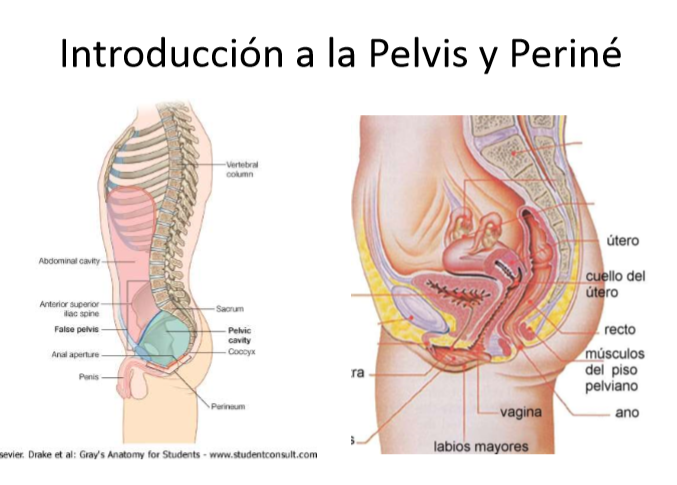 Introducción a la Pelvis y Periné
Vertebral
column
Abdominal cavity
Anterior superior
iliac spine
False pelvis
Anal aperture
Penis
Sacrum
Pelvic
cavity
Coccyx
Perineum
sevier. Drake et al: Gray's Anatomy for Students - www.studentconsult.com
útero
cuello del
útero
recto
músculos
del piso
pelviano
ano
ra
vagina
s
labios mayores